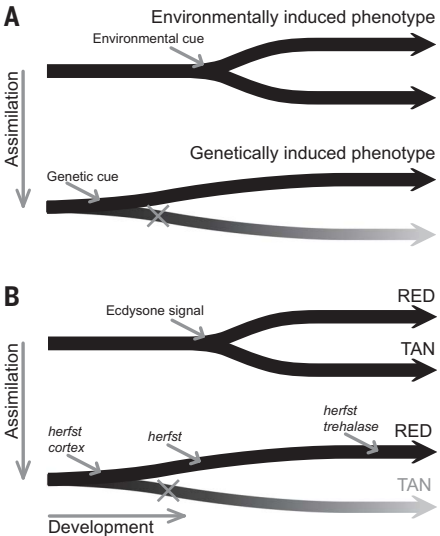 A
Environmentally induced phenotype
Environmental cue
Assimilation
Genetically induced phenotype
Genetic cue
B
RED
Ecdysone signal
TAN
Assimilation
herfst
cortex
herfst
herfst
trehalase
RED
TAN
Development